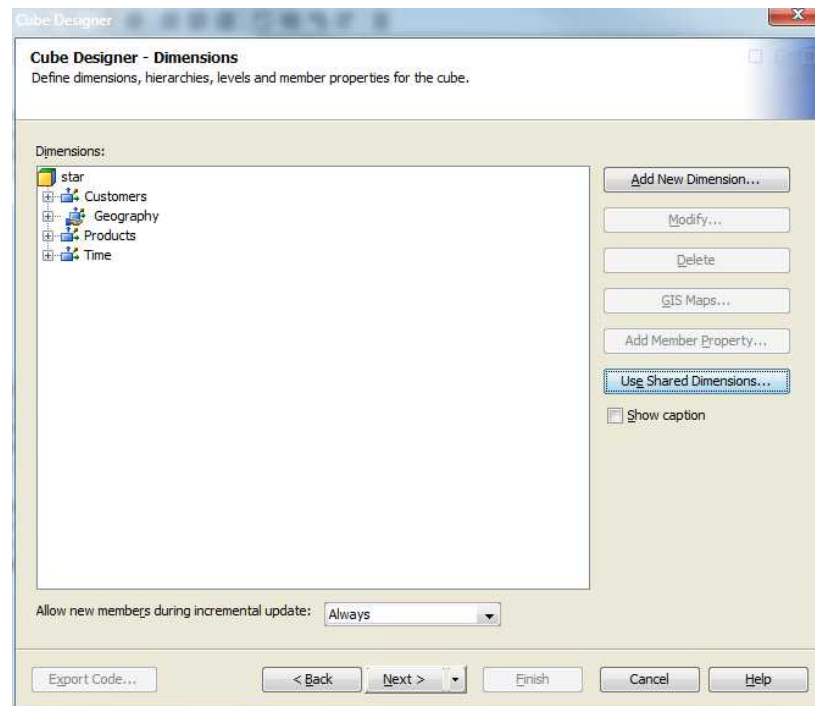 Cube Designer
Cube Designer - Dimensions
Define dimensions, hierarchies, levels and member properties for the cube.
Dimensions:
star
Customers
Geography
Products
Time
Add New Dimension...
Modify...
Delete
GIS Maps...
Add Member Property...
Use Shared Dimensions...
Show caption
Allow new members during incremental update:
Always
Export Code...
< Back
Next >
Finish
Cancel
Help